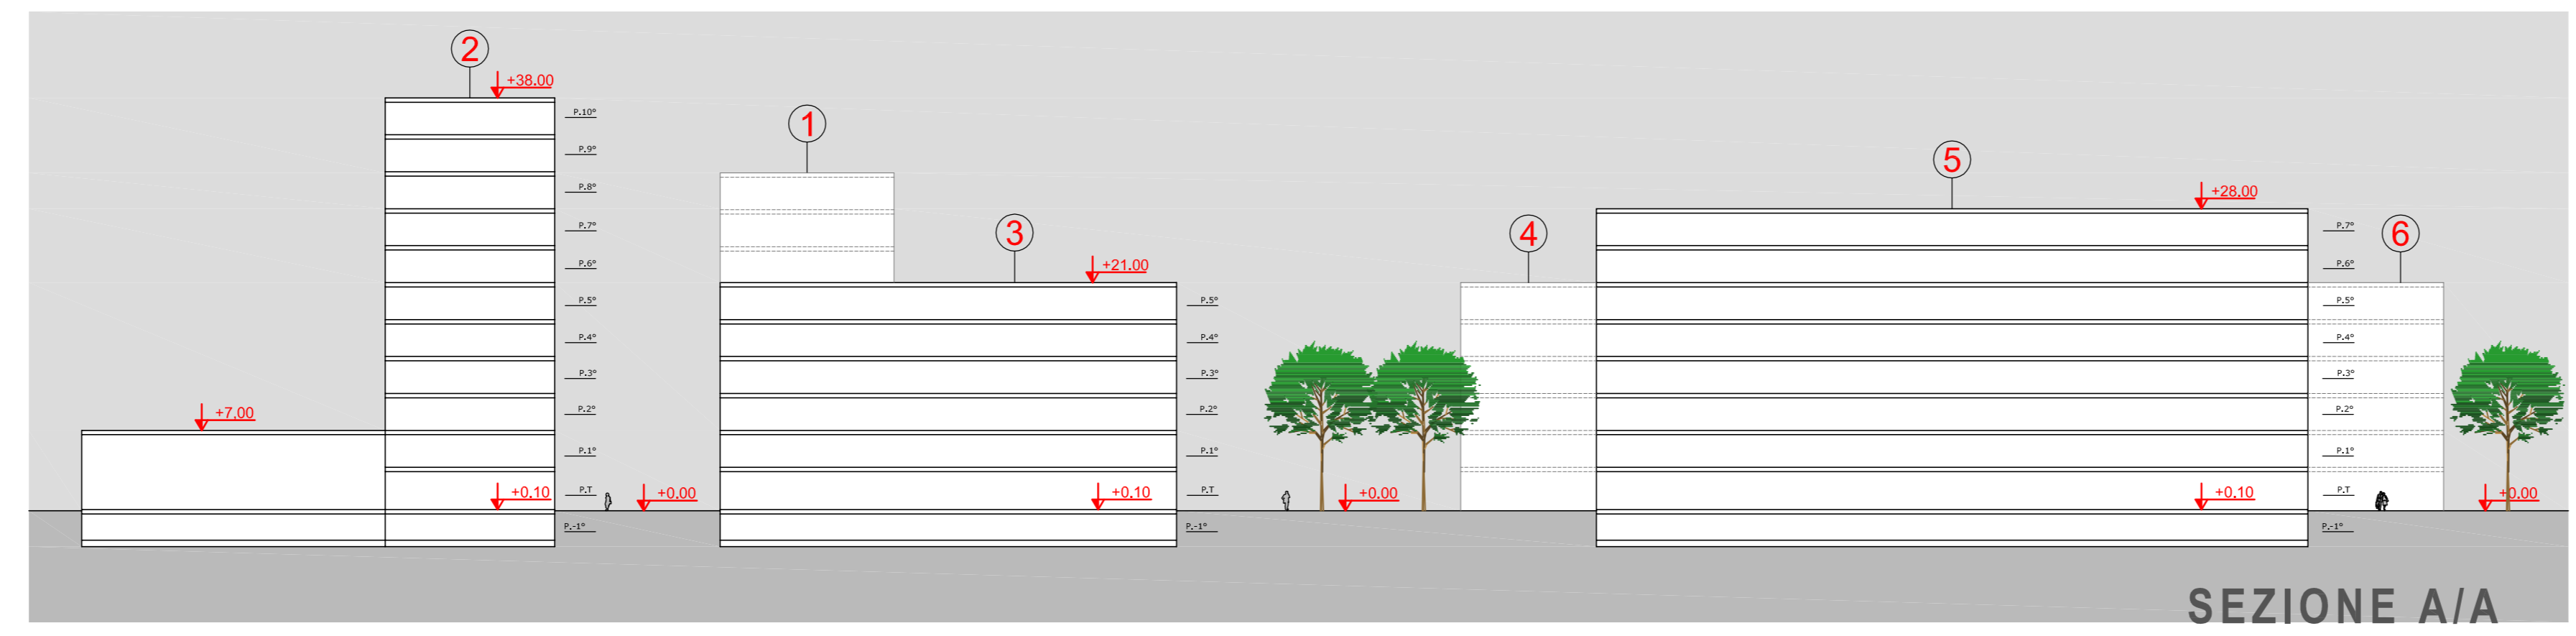 2
+38.00
P.10°
P.9°
P.8°
P.7°
P.6°
P.5°
P.4°
P.3°
P.2°
P.1°
P.T
P.-1°
+7.00
+0.10
+0.00
1
3
+21.00
P.5°
P.4°
P.3°
P.2°
P.1°
P.T
P.-1°
+0.10
+0.00
4
5
+28.00
6
P.7°
P.6°
P.5°
P.4°
P.3°
P.2°
P.1°
P.T
P.-1°
+0.10
+0.00
SEZIONE A/A